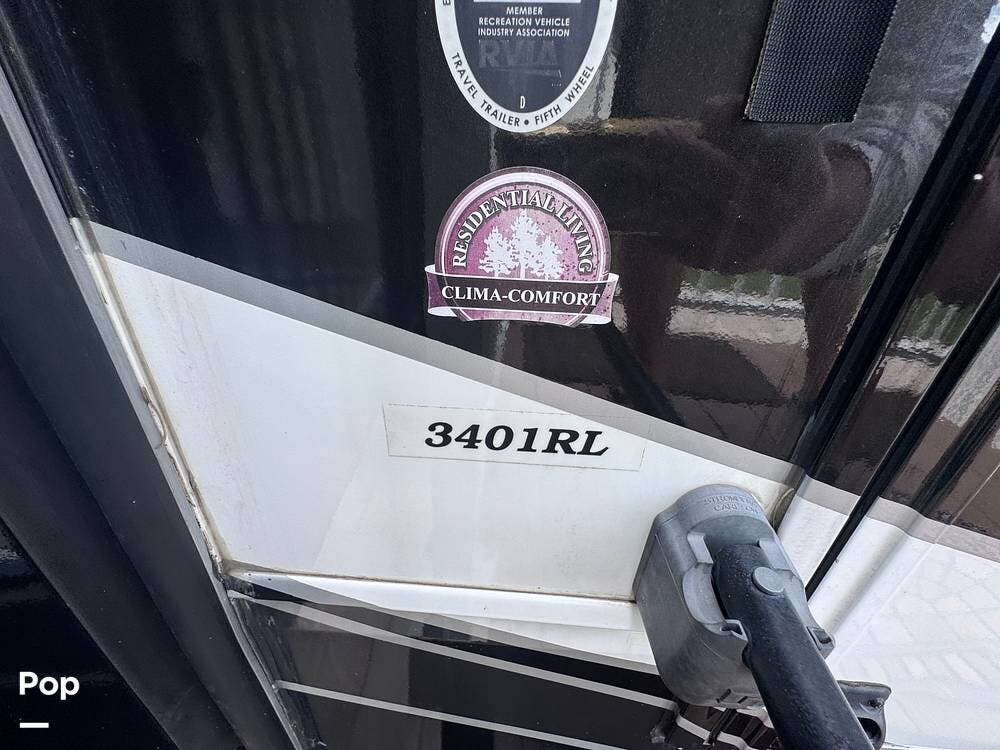 MEMBER
RECREATION VEHICLE
INDUSTRY ASSOCIATION
RVIA
D
TRAVEL TRAILER • FIFTH WHEEL
RESIDENTIAL LIVING
CLIMA-COMFORT
3401RL
Pop